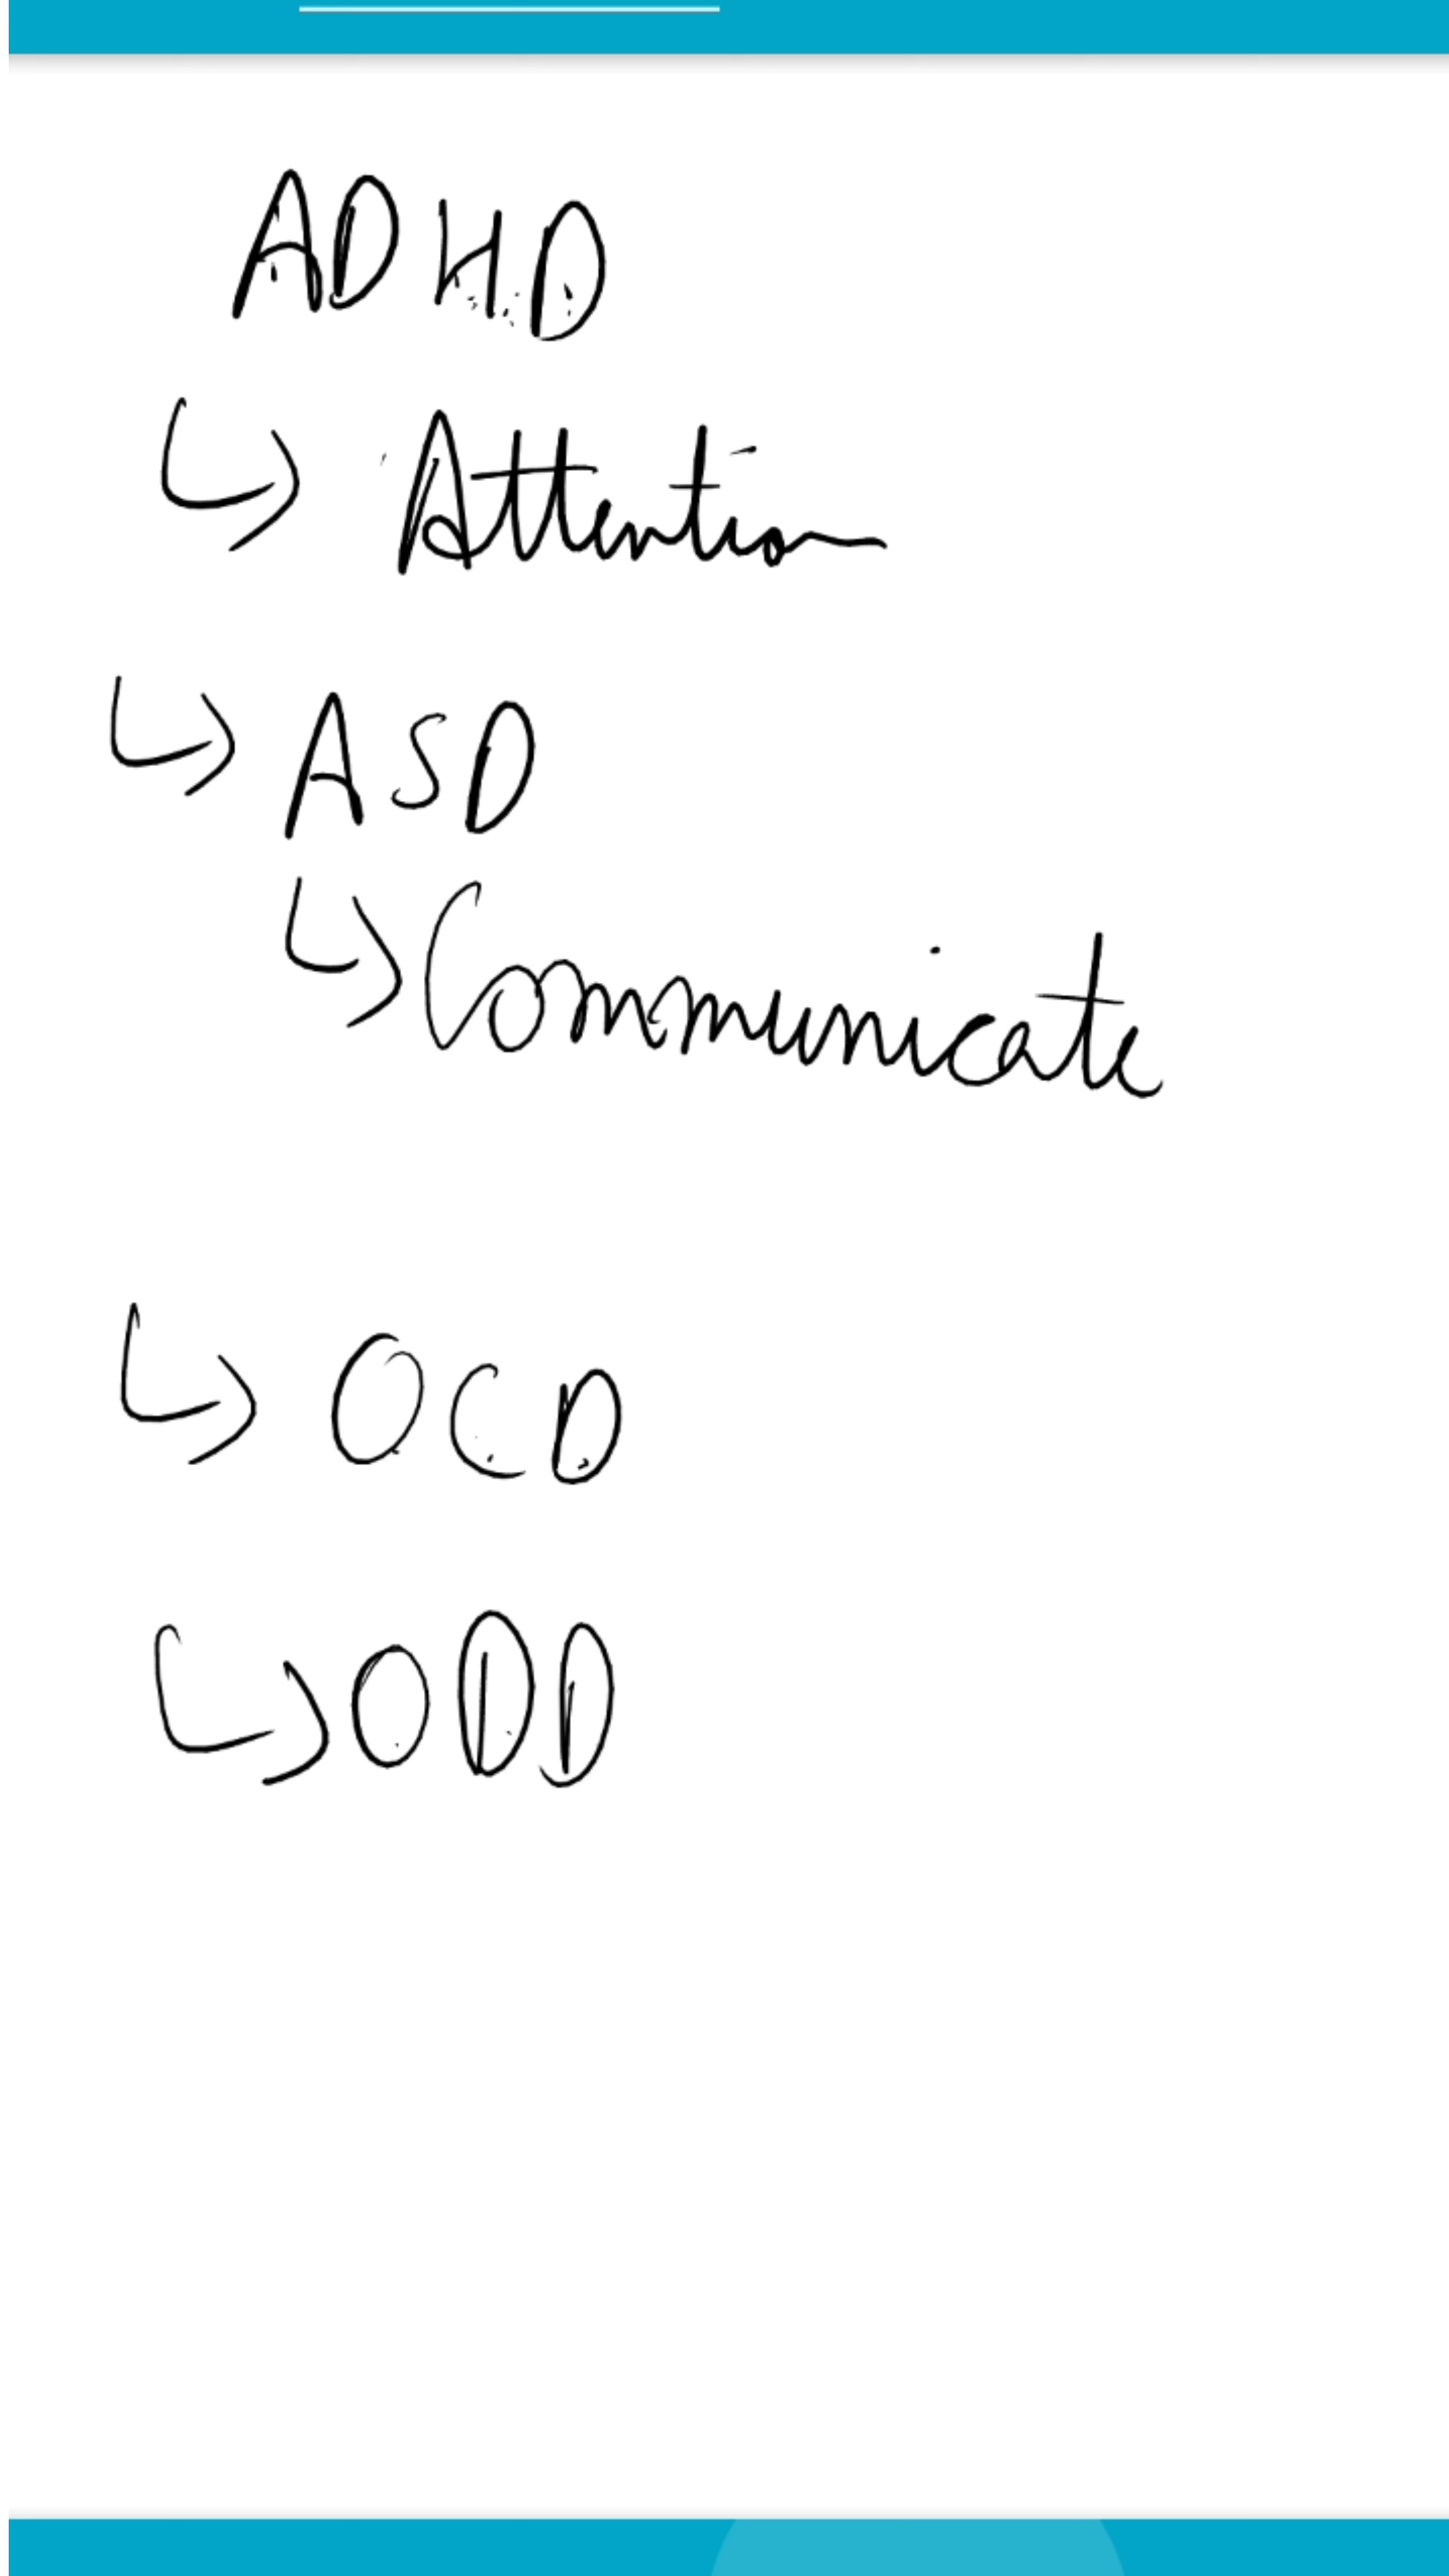 ADHD
↳ Attention
↳ ASD
↳ Communicate
↳ OCD
↳ ODD